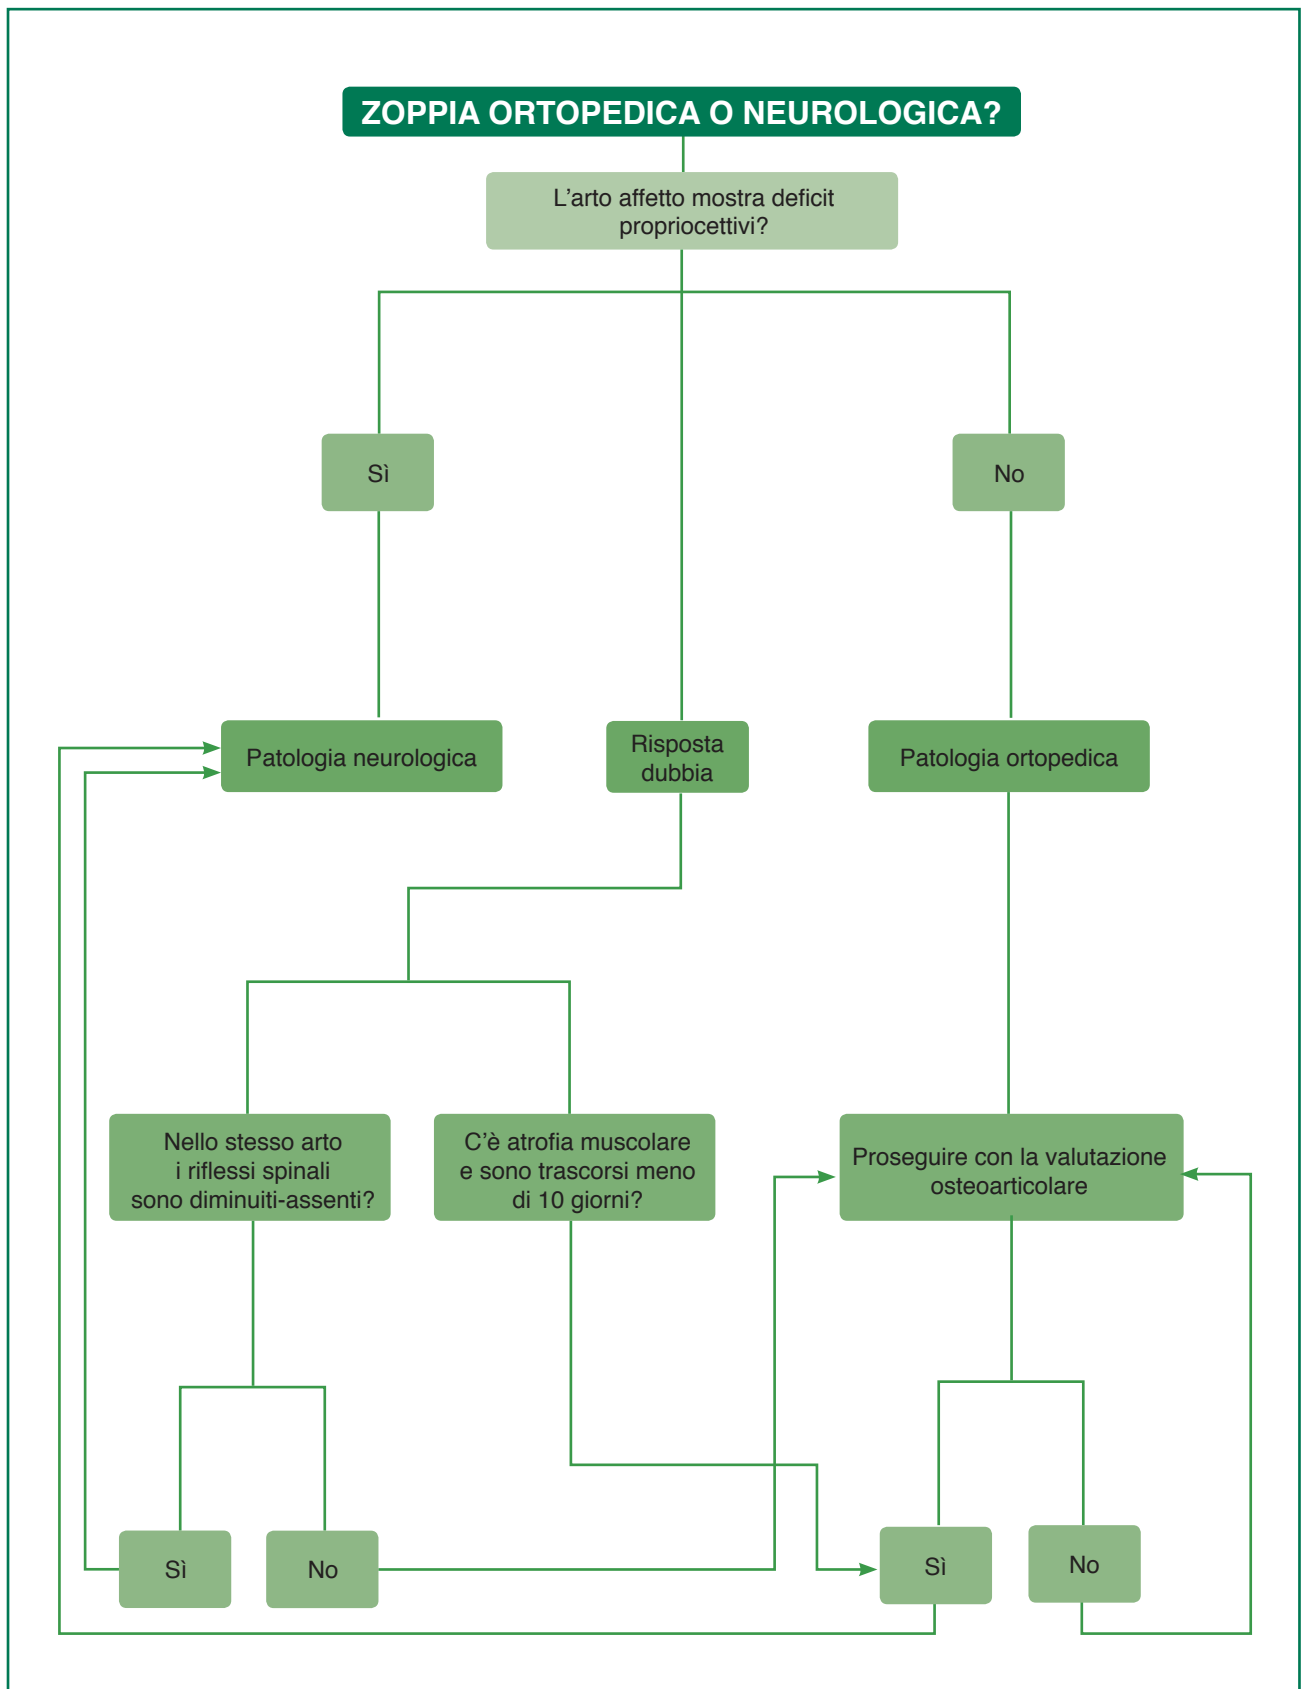 ZOPPIA ORTOPEDICA O NEUROLOGICA?
L’arto affetto mostra deficit
propriocettivi?
Sì
No
Patologia neurologica
Risposta
dubbia
Patologia ortopedica
Nello stesso arto
i riflessi spinali
sono diminuiti-assenti?
C’è atrofia muscolare
e sono trascorsi meno
di 10 giorni?
Proseguire con la valutazione
osteoarticolare
Sì
No
Sì
No